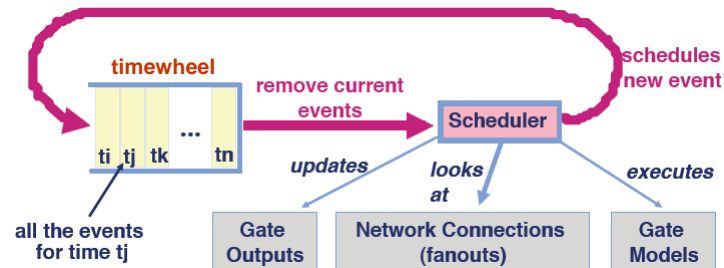 timewheel
remove current
events
schedules
new event
Scheduler
ti tj tk ... tn
updates
looks
at
executes
all the events
for time tj
Gate
Outputs
Network Connections
(fanouts)
Gate
Models